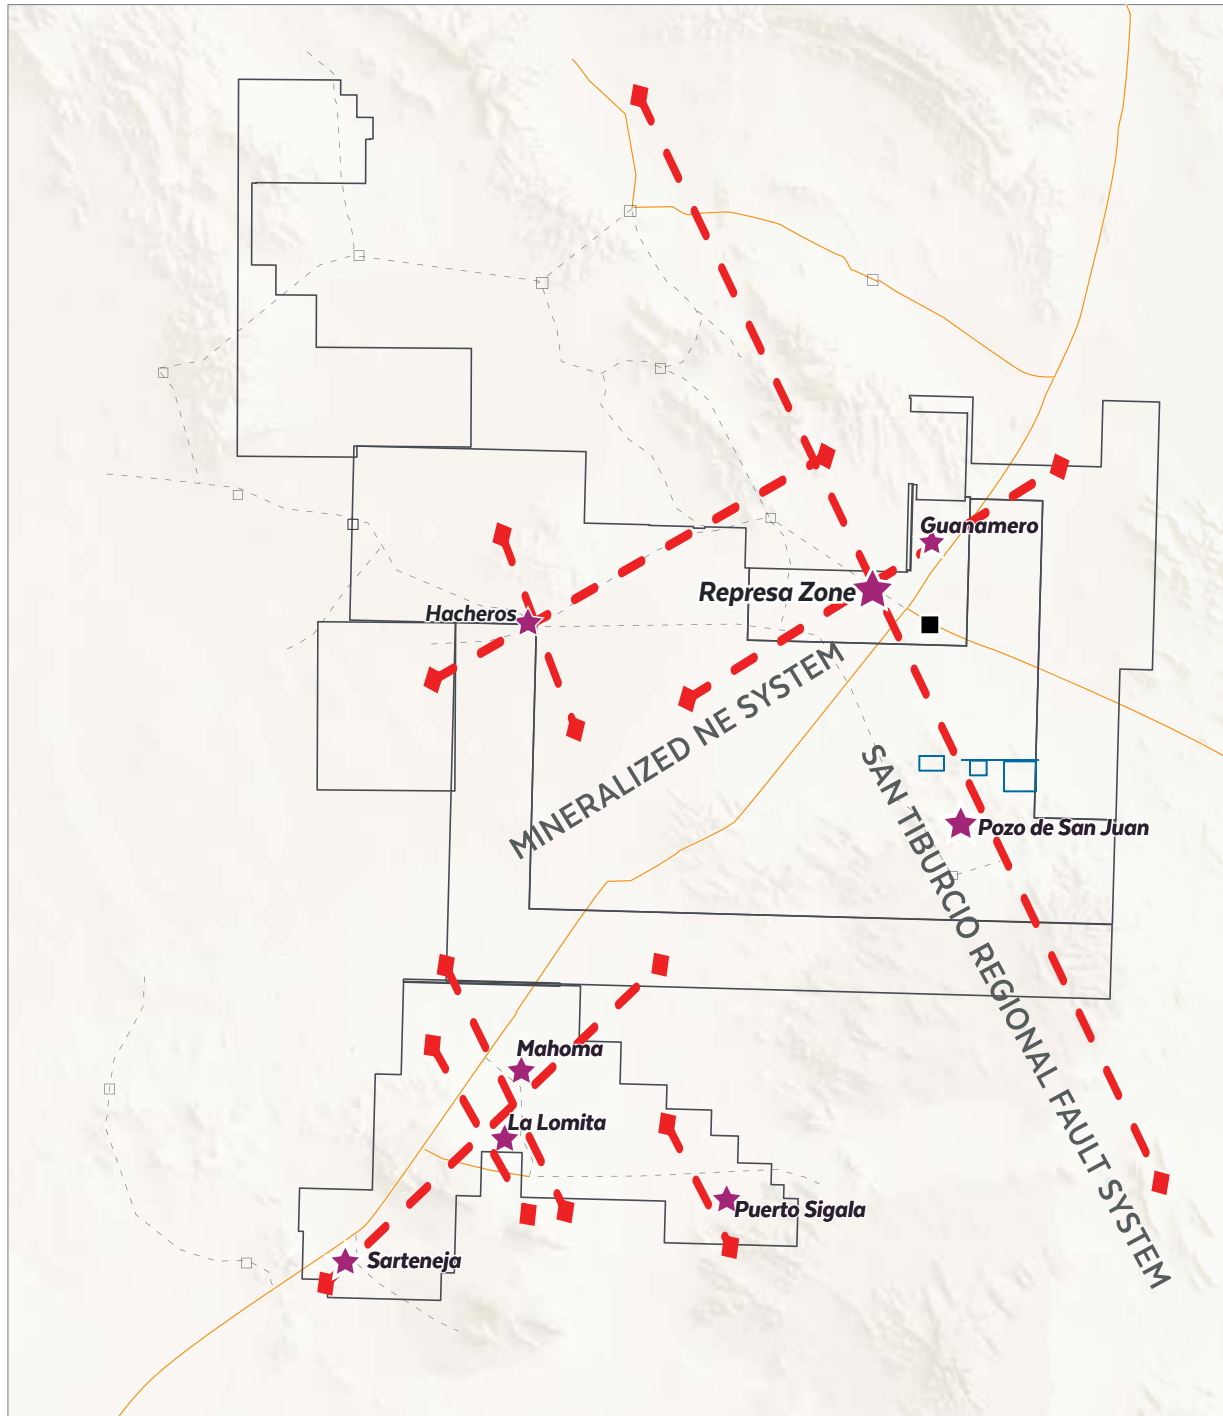 Guanamero
Represa Zone
Hacheros
MINERALIZED NE SYSTEM
SAN TIBURCIO REGIONAL FAULT SYSTEM
Pozo de San Juan
Mahoma
La Lomita
Puerto Sigala
Sarteneja